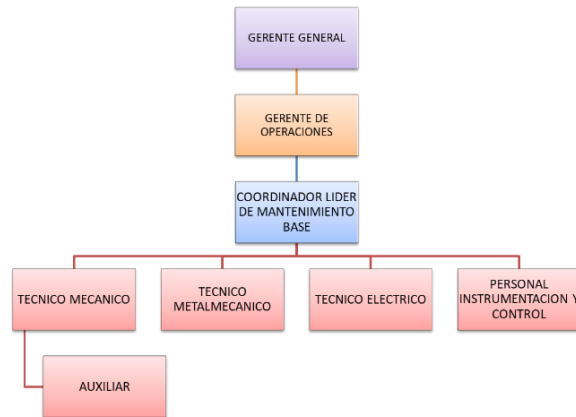 GERENTE GENERAL
GERENTE DE
OPERACIONES
COORDINADOR LIDER
DE MANTENIMIENTO
BASE
TECNICO MECANICO
TECNICO
METALMECANICO
TECNICO ELECTRICO
PERSONAL
INSTRUMENTACION Y
CONTROL
AUXILIAR